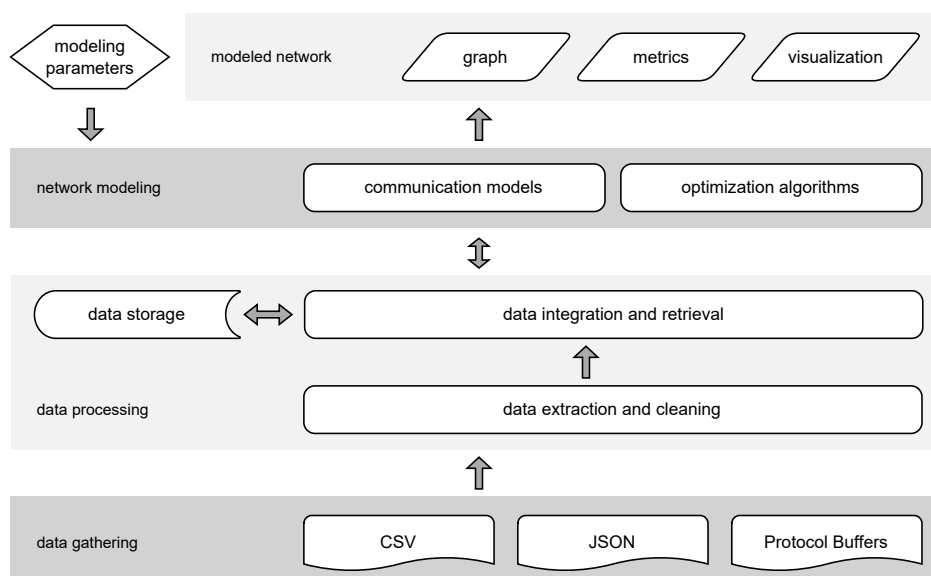 modeling
parameters
modeled network
graph
metrics
visualization
network modeling
communication models
optimization algorithms
data storage
data integration and retrieval
data processing
data extraction and cleaning
data gathering
CSV
JSON
Protocol Buffers